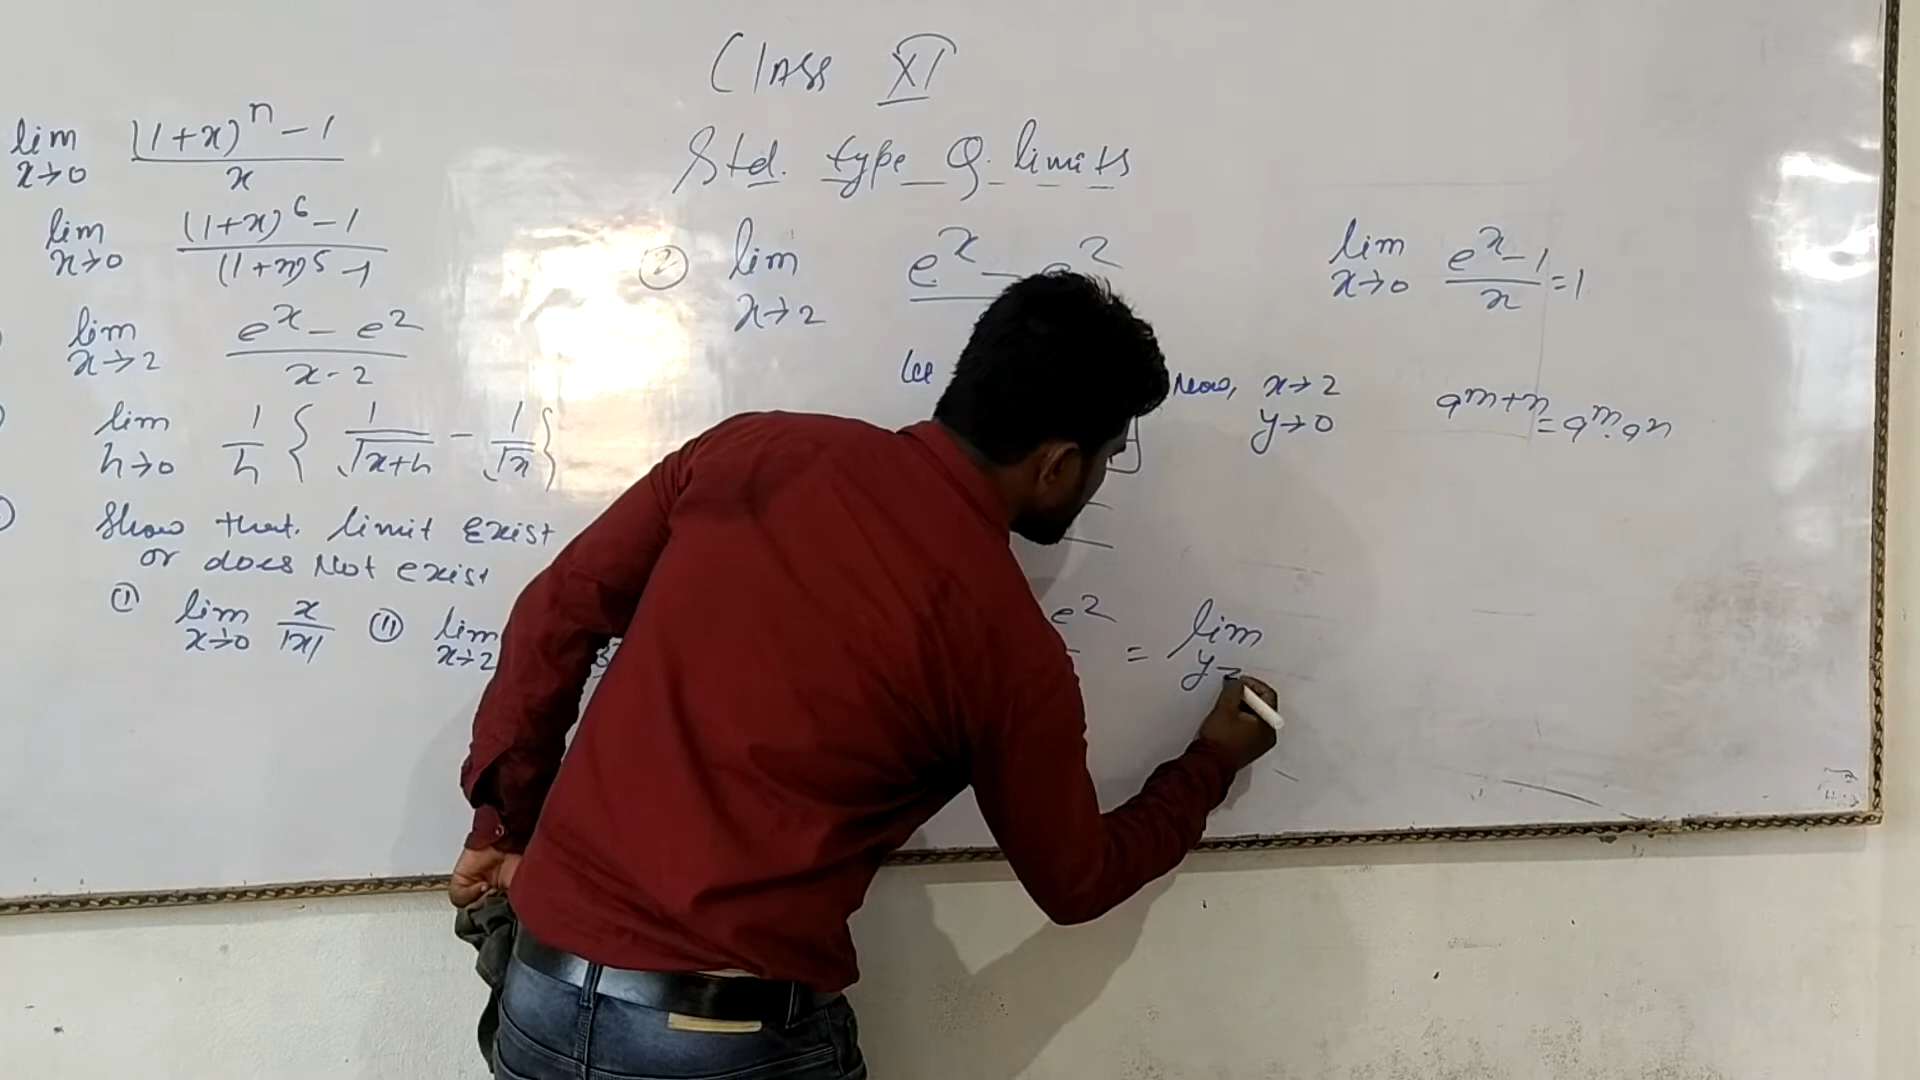 Class XI
Std. type Q. limits
lim x→0 (1+x)^n - 1 / x
lim x→0 (1+x)^6 - 1 / (1+x)^5 - 1
lim x→2 e^x - e^2 / x - 2
lim h→0 1/h { 1/√x+h - 1/√x }
Show that. limit Exist
or does Not exist
(i) lim x→0 x/|x| (ii) lim x→2
② lim x→2 e^x - e^2
let
Now, x→2
y→0
e^2 = lim y→
lim x→0 e^x - 1 / x = 1
a^m+n = a^m . a^n